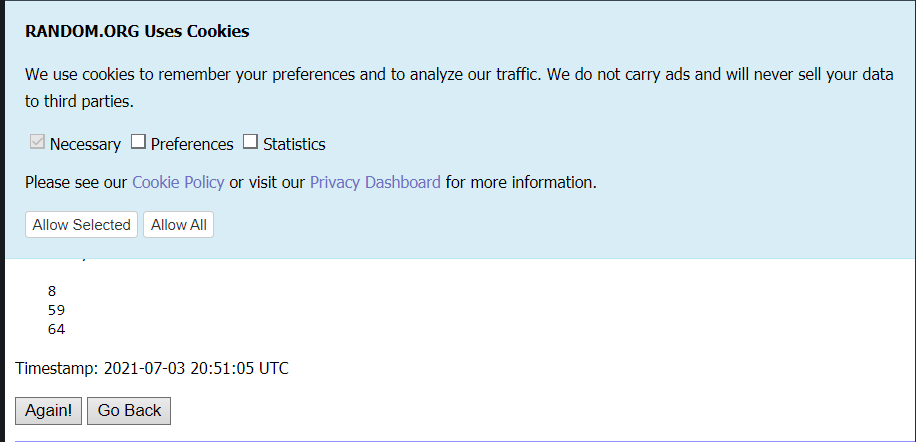 RANDOM.ORG Uses Cookies
We use cookies to remember your preferences and to analyze our traffic. We do not carry ads and will never sell your data
to third parties.
Necessary Preferences Statistics
Please see our Cookie Policy or visit our Privacy Dashboard for more information.
Allow Selected Allow All
8
59
64
Timestamp: 2021-07-03 20:51:05 UTC
Again! Go Back